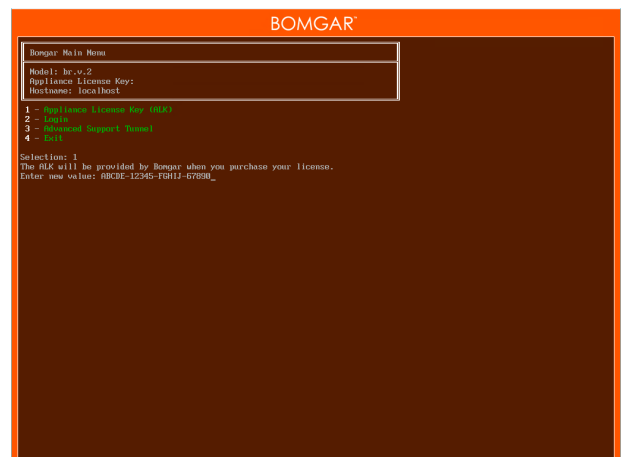 BOMGAR™
Bomgar Main Menu
Model: br.v.2
Appliance License Key:
Hostname: localhost
1 - Appliance License Key (ALK)
2 - Login
3 - Advanced Support Tunnel
4 - Exit
Selection: 1
The ALK will be provided by Bomgar when you purchase your license.
Enter new value: ABCDE-12345-FGHIJ-67890_